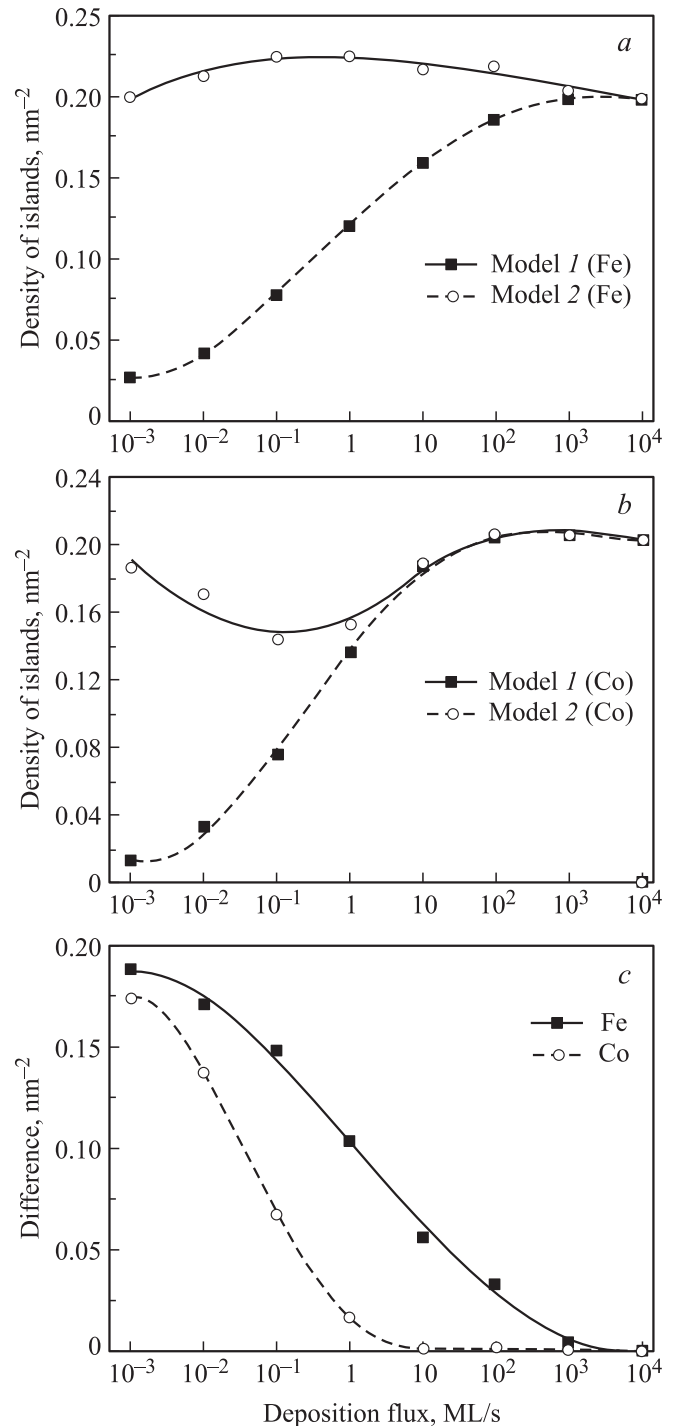 a
0.25
0.20
0.15
0.10
0.05
0
Density of islands, nm⁻²
Model 1 (Fe)
Model 2 (Fe)
10⁻³ 10⁻² 10⁻¹ 1 10 10² 10³ 10⁴
b
0.24
0.20
0.16
0.12
0.08
0.04
0
Density of islands, nm⁻²
Model 1 (Co)
Model 2 (Co)
10⁻³ 10⁻² 10⁻¹ 1 10 10² 10³ 10⁴
c
0.20
0.15
0.10
0.05
0
Difference, nm⁻²
Fe
Co
10⁻³ 10⁻² 10⁻¹ 1 10 10² 10³ 10⁴
Deposition flux, ML/s